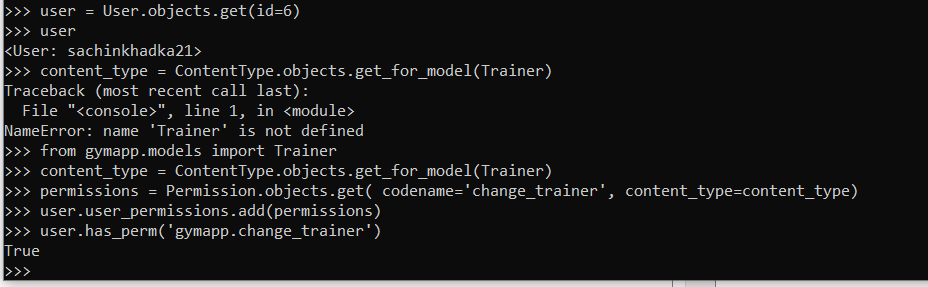 >>> user = User.objects.get(id=6)
>>> user
<User: sachinkhadka21>
>>> content_type = ContentType.objects.get_for_model(Trainer)
Traceback (most recent call last):
  File "<console>", line 1, in <module>
NameError: name 'Trainer' is not defined
>>> from gymapp.models import Trainer
>>> content_type = ContentType.objects.get_for_model(Trainer)
>>> permissions = Permission.objects.get( codename='change_trainer', content_type=content_type)
>>> user.user_permissions.add(permissions)
>>> user.has_perm('gymapp.change_trainer')
True
>>>